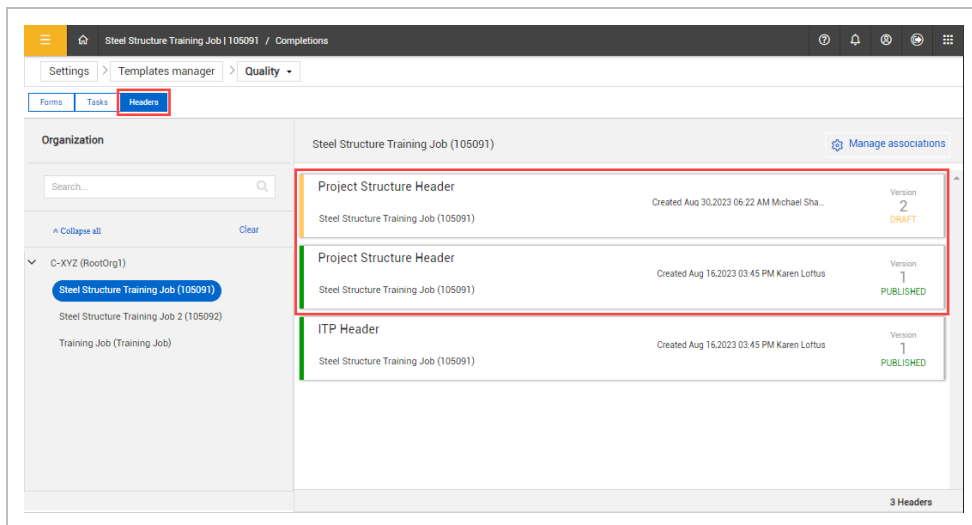 Steel Structure Training Job | 105091 / Completions
Settings > Templates manager > Quality
Forms Tasks Headers
Organization
Steel Structure Training Job (105091)
Manage associations
Search...
Collapse all
Clear
C-XYZ (RootOrg1)
Steel Structure Training Job (105091)
Steel Structure Training Job 2 (105092)
Training Job (Training Job)
Project Structure Header
Steel Structure Training Job (105091)
Created Aug 30,2023 06:22 AM Michael Sha...
Version
2
DRAFT
Project Structure Header
Steel Structure Training Job (105091)
Created Aug 16,2023 03:45 PM Karen Loftus
Version
1
PUBLISHED
ITP Header
Steel Structure Training Job (105091)
Created Aug 16,2023 03:45 PM Karen Loftus
Version
1
PUBLISHED
3 Headers